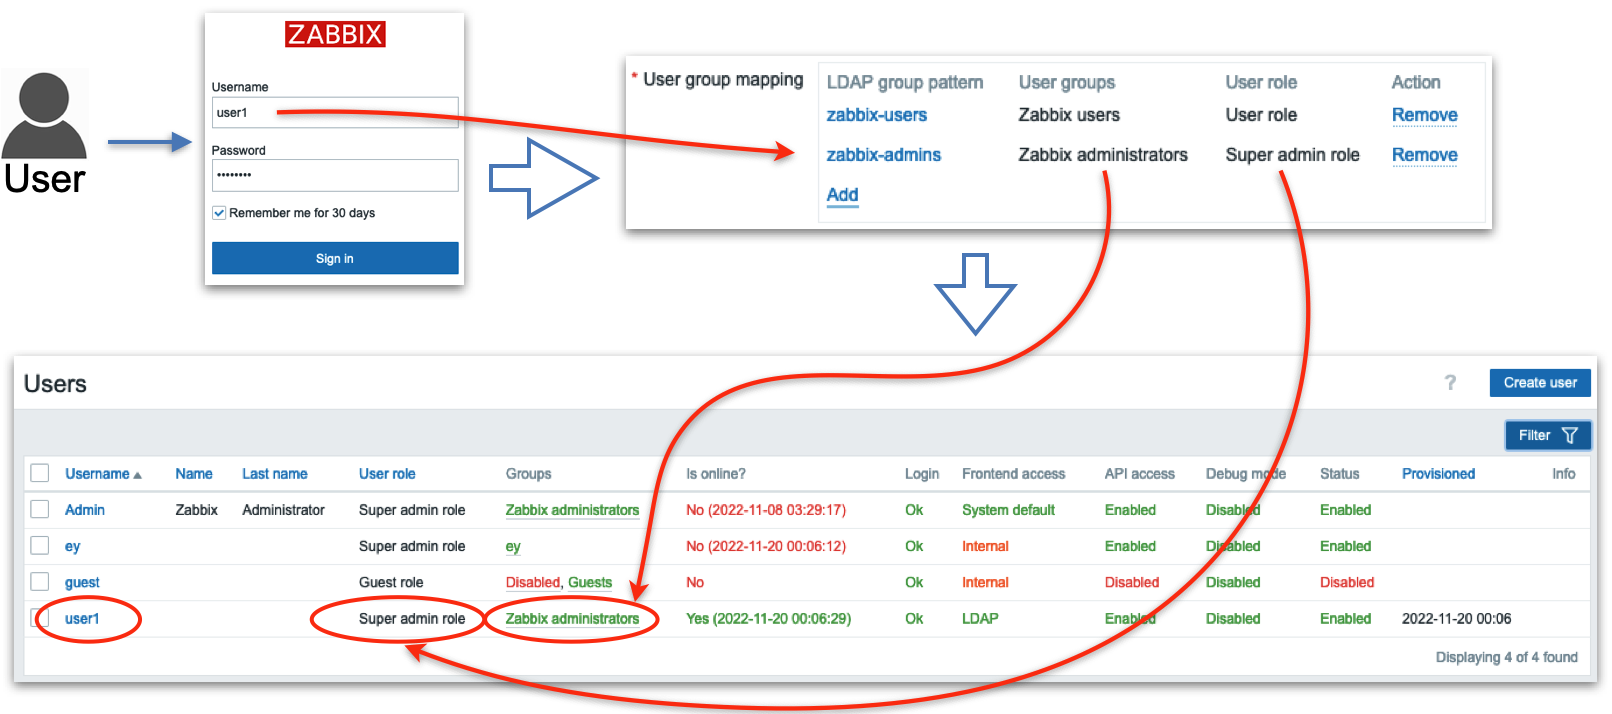 ZABBIX
Username
user1
Password
••••••••
Remember me for 30 days
Sign in
User
* User group mapping
LDAP group pattern User groups User role Action
zabbix-users Zabbix users User role Remove
zabbix-admins Zabbix administrators Super admin role Remove
Add
Users
? Create user
Filter
Username Name Last name User role Groups Is online? Login Frontend access API access Debug mode Status Provisioned Info
Admin Zabbix Administrator Super admin role Zabbix administrators No (2022-11-08 03:29:17) Ok System default Enabled Disabled Enabled
ey Super admin role ey No (2022-11-20 00:06:12) Ok Internal Enabled Disabled Enabled
guest Guest role Disabled, Guests No Ok Internal Disabled Disabled Disabled
user1 Super admin role Zabbix administrators Yes (2022-11-20 00:06:29) Ok LDAP Enabled Disabled Enabled 2022-11-20 00:06
Displaying 4 of 4 found